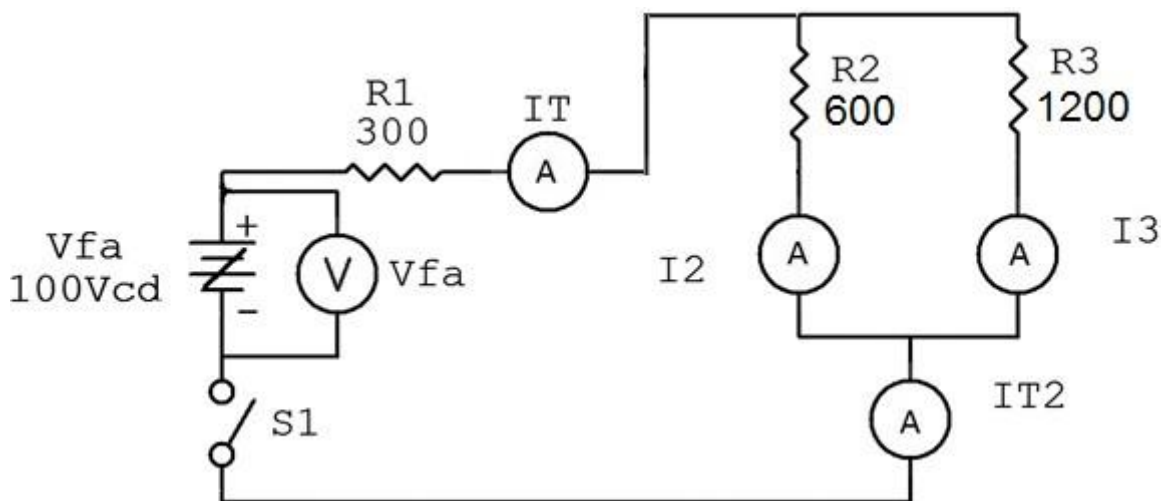 R1
300
IT
A
R2
600
R3
1200
Vfa
100Vcd
+
-
V
Vfa
I2
A
A
I3
S1
A
IT2